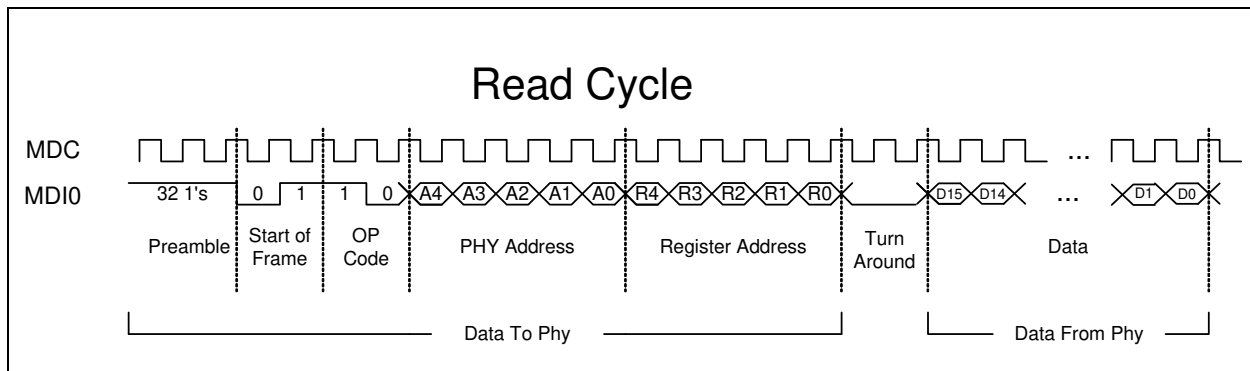 Read Cycle
MDC
...
MDI0
32 1's 0 1 1 0 A4 A3 A2 A1 A0 R4 R3 R2 R1 R0 D15 D14 ... D1 D0
Preamble
Start of
Frame
OP
Code
PHY Address
Register Address
Turn
Around
Data
Data To Phy
Data From Phy